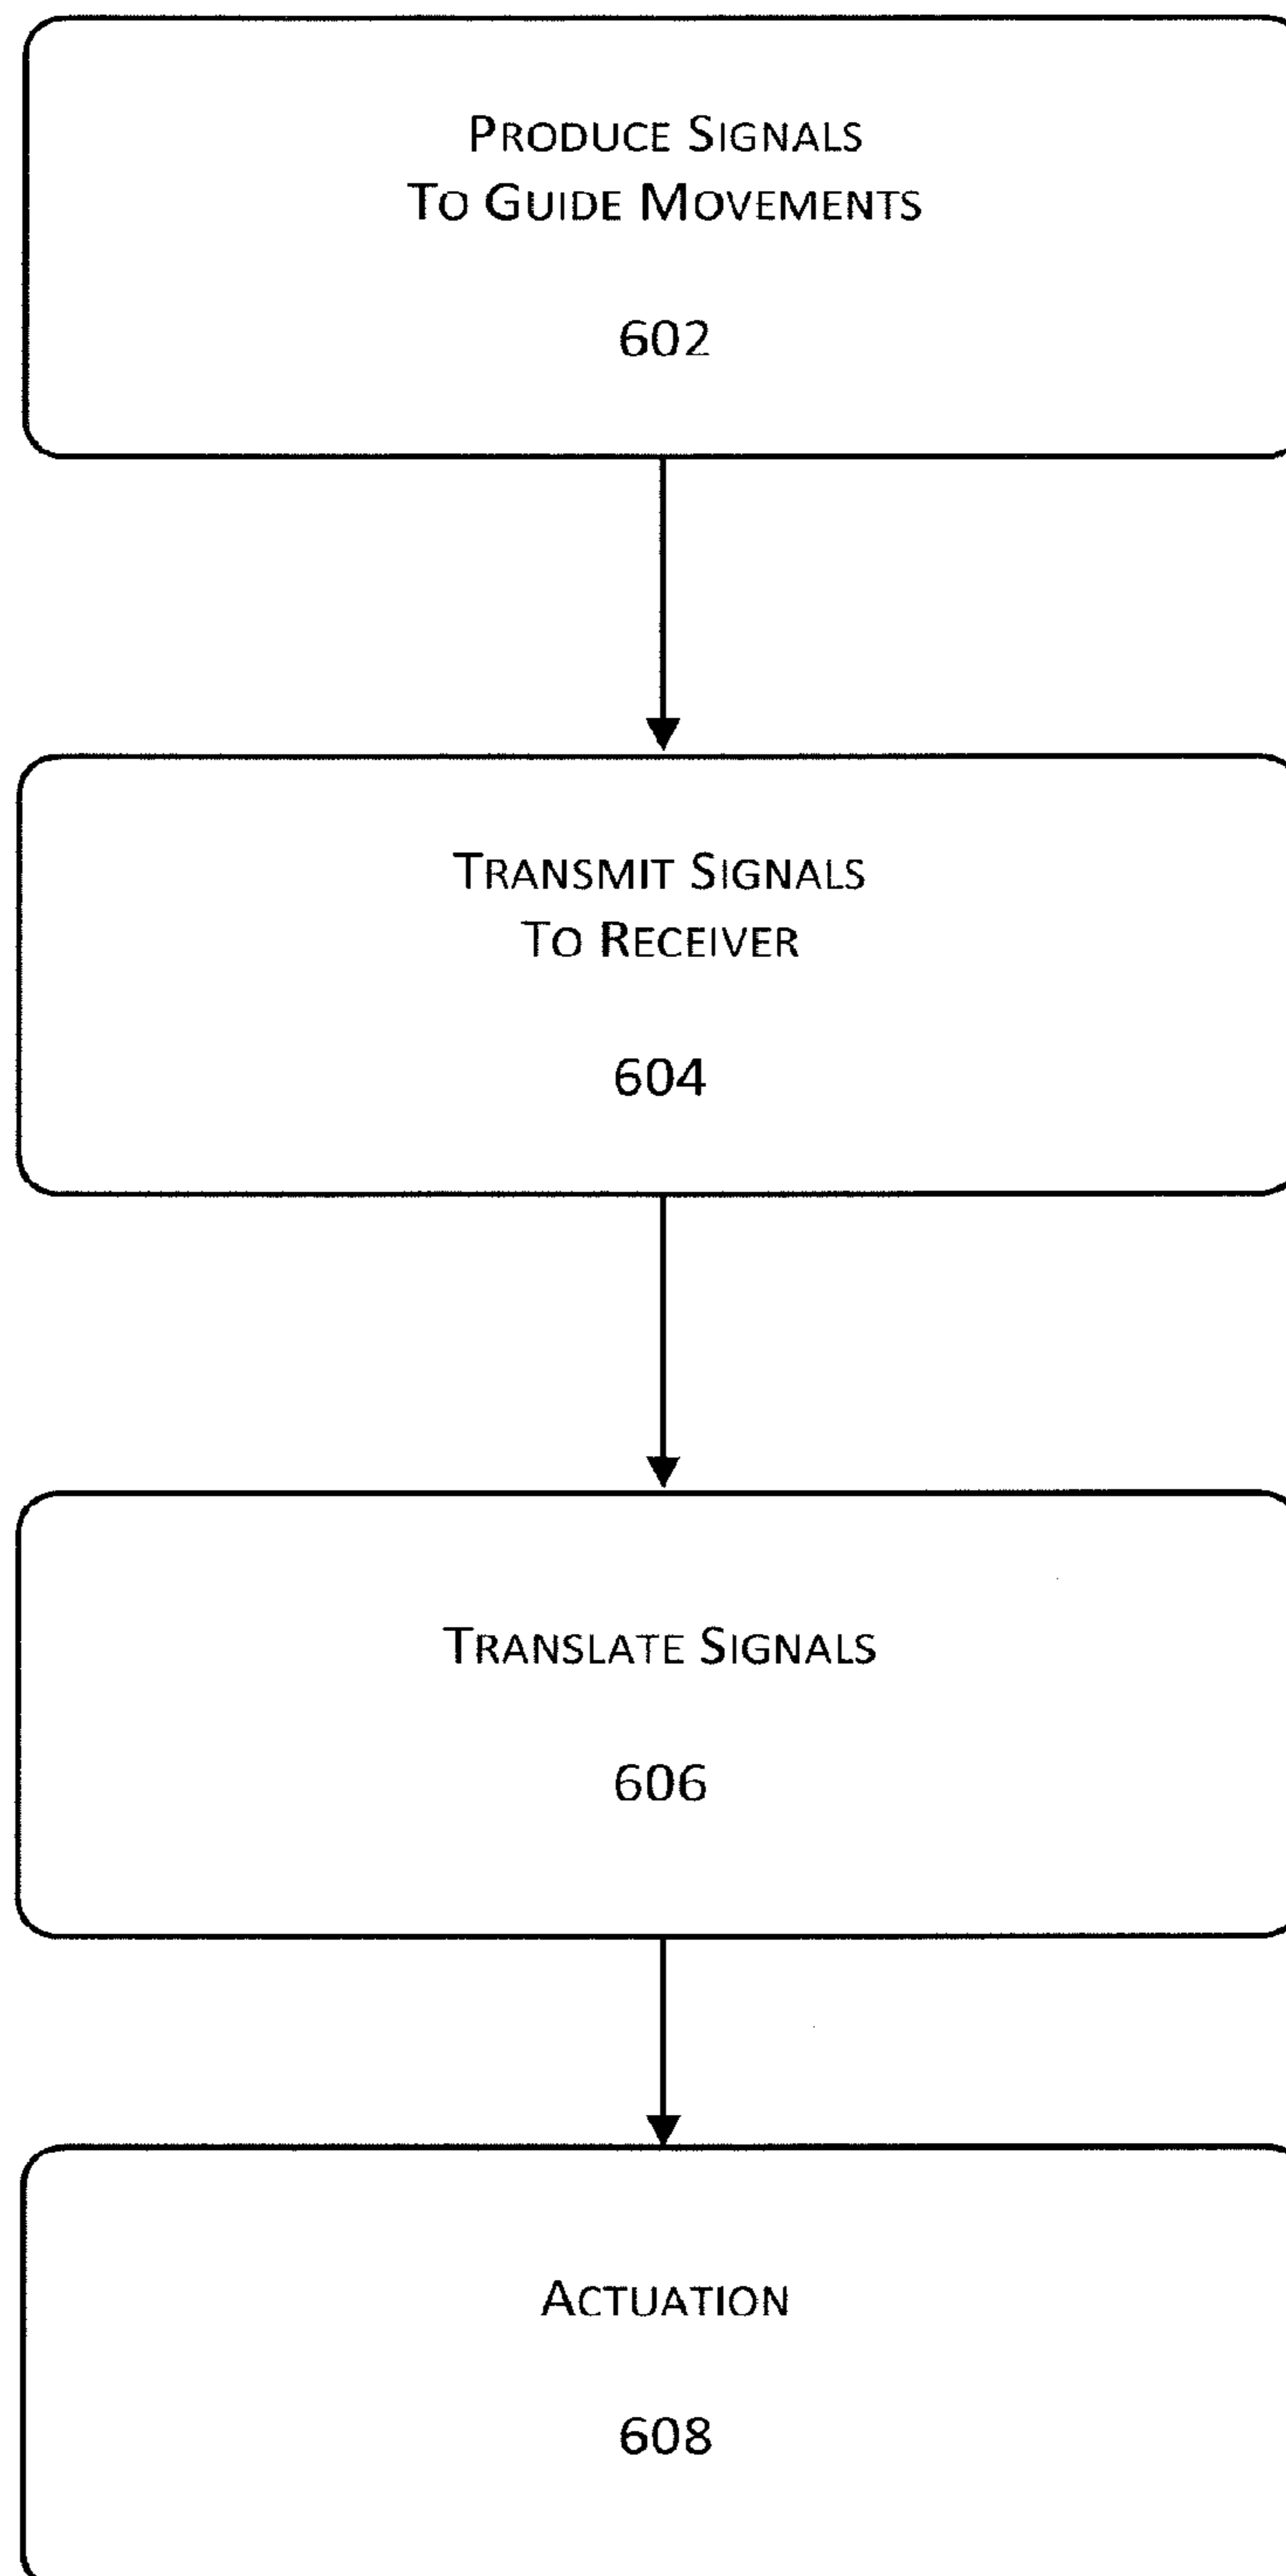 PRODUCE SIGNALS
TO GUIDE MOVEMENTS
602
TRANSMIT SIGNALS
TO RECEIVER
604
TRANSLATE SIGNALS
606
ACTUATION
608